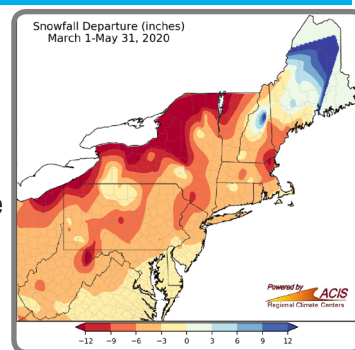 Snowfall Departure (inches)
March 1-May 31, 2020
e
Powered by
ACIS
Regional Climate Centers
−12 −9 −6 −3 0 3 6 9 12